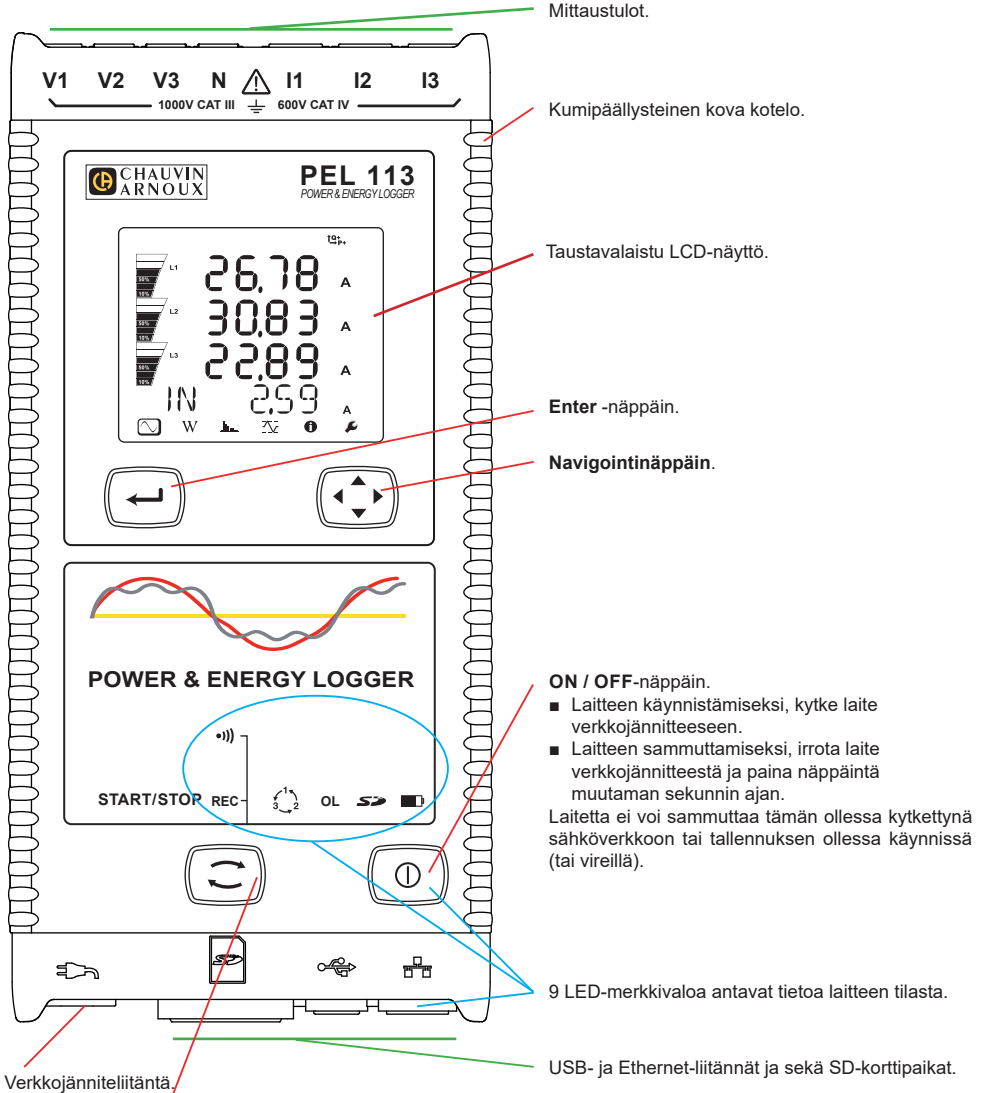 Mittaustulot.
V1 V2 V3 N I1 I2 I3
1000V CAT III 600V CAT IV
Kumipäällysteinen kova kotelo.
CHAUVIN
ARNOUX
PEL 113
POWER & ENERGY LOGGER
Taustavalaistu LCD-näyttö.
L1 26.78 A
50%
10%
L2 30.83 A
50%
10%
L3 22.89 A
50%
10%
IN 2.59 A
W
Enter -näppäin.
Navigointinäppäin.
POWER & ENERGY LOGGER
START/STOP REC
1
3 2
OL
SD
ON / OFF-näppäin.
■ Laitteen käynnistämiseksi, kytke laite
verkkojännitteeseen.
■ Laitteen sammuttamiseksi, irrota laite
verkkojännitteestä ja paina näppäintä
muutaman sekunnin ajan.
Laitetta ei voi sammuttaa tämän ollessa kytkettynä
sähköverkkoon tai tallennuksen ollessa käynnissä
(tai vireillä).
SD
9 LED-merkkivaloa antavat tietoa laitteen tilasta.
USB- ja Ethernet-liitännät ja sekä SD-korttipaikat.
Verkkojänniteliitäntä.